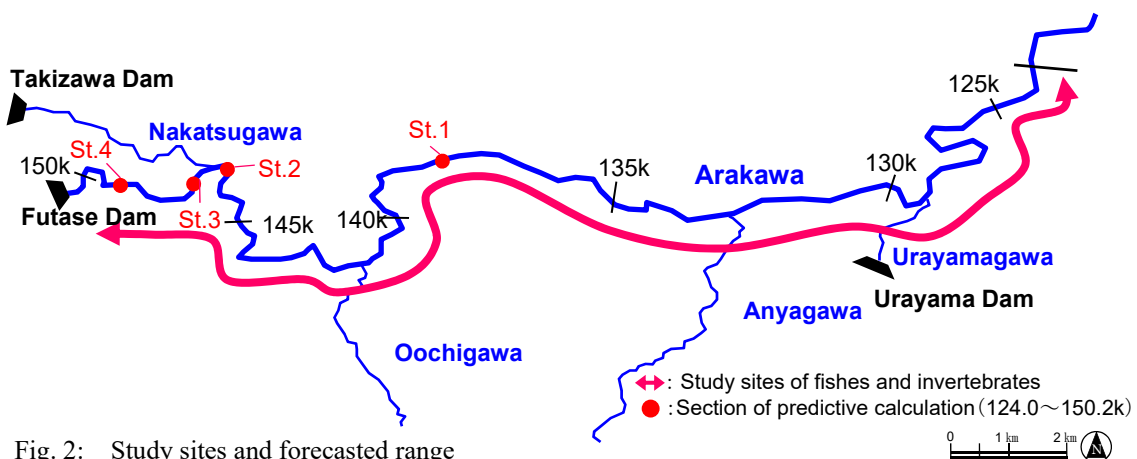 Takizawa Dam
125k
Nakatsugawa
St.1
St.4
150k
St.2
135k
130k
Arakawa
Futase Dam
St.3
145k
140k
Urayamagawa
Urayama Dam
Anyagawa
Oochigawa
: Study sites of fishes and invertebrates
: Section of predictive calculation（124.0～150.2k）
Fig. 2: Study sites and forecasted range
0 1 km 2 km N